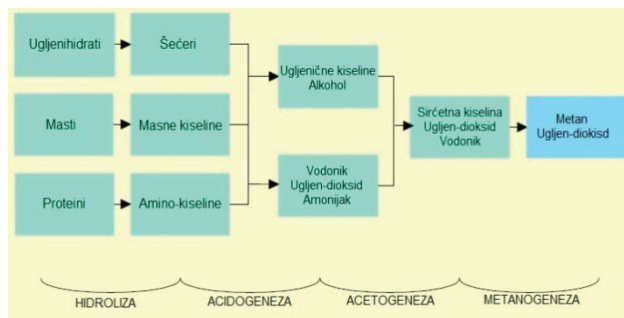 Ugljenihidrati
Šećeri
Masti
Masne kiseline
Proteini
Amino-kiseline
Ugljenične kiseline
Alkohol
Vodonik
Ugljen-dioksid
Amonijak
Sirćetna kiselina
Ugljen-dioksid
Vodonik
Metan
Ugljen-diokisd
HIDROLIZA
ACIDOGENEZA
ACETOGENEZA
METANOGENEZA